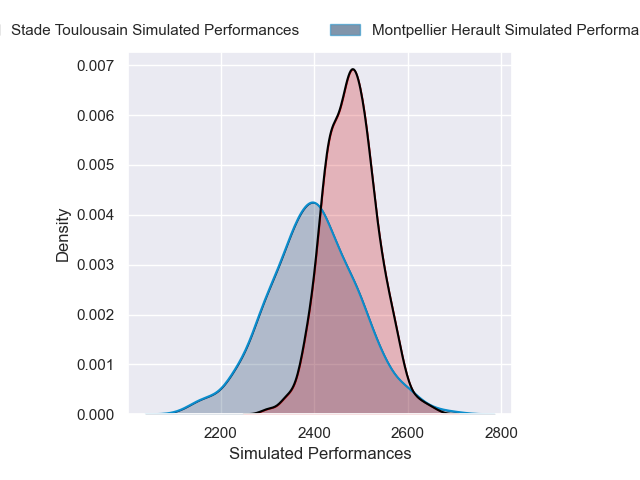 Stade Toulousain Simulated Performances Montpellier Herault Simulated Performa
0.007
0.006
0.005
0.004
0.003
0.002
0.001
0.000
Density
2200 2400 2600 2800
Simulated Performances